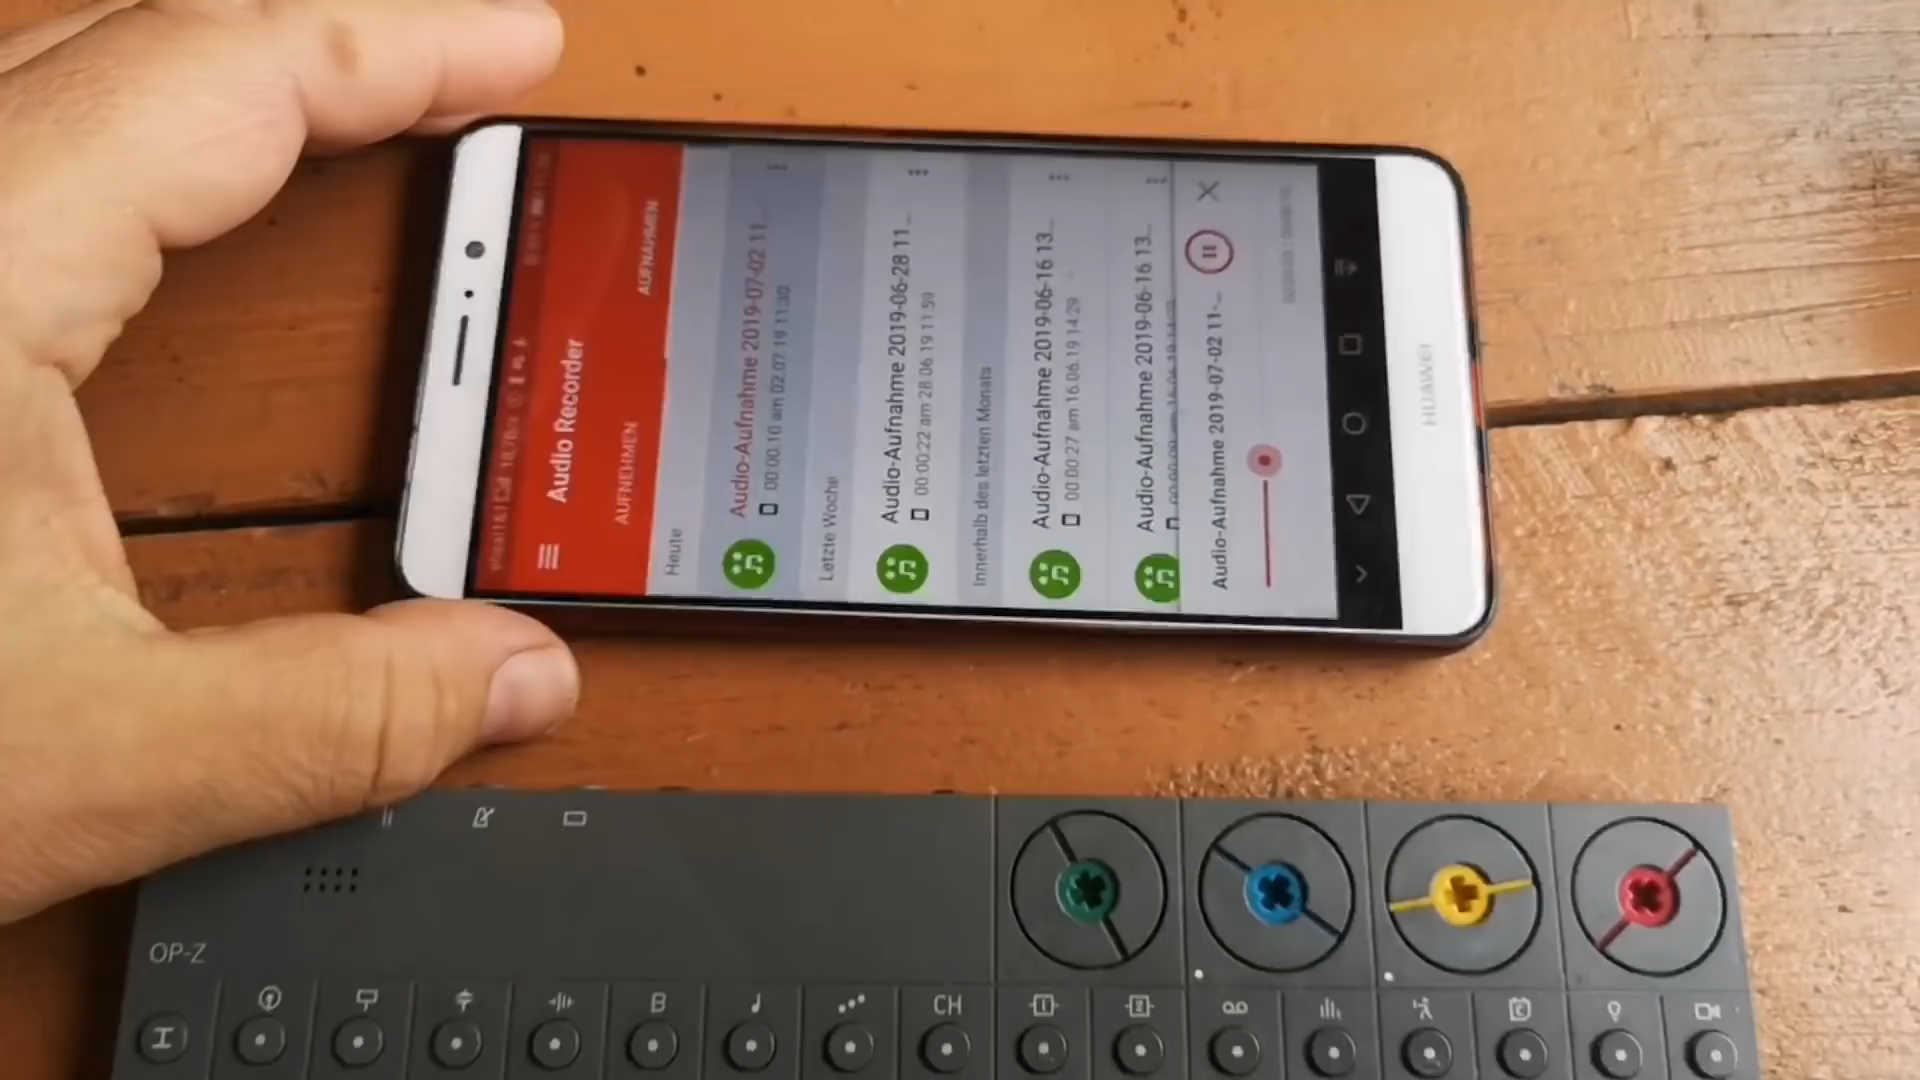 Audio Recorder
AUFNEHMEN
AUFNAHMEN
Heute
Audio-Aufnahme 2019-07-02 11...
00:00:10 am 02.07.19 11:30
Letzte Woche
Audio-Aufnahme 2019-06-28 11...
00:00:22 am 28.06.19 11:59
Innerhalb des letzten Monats
Audio-Aufnahme 2019-06-16 13...
00:00:27 am 16.06.19 14:29
Audio-Aufnahme 2019-06-16 13...
Audio-Aufnahme 2019-07-02 11-...
HUAWEI
OP-Z
B
CH